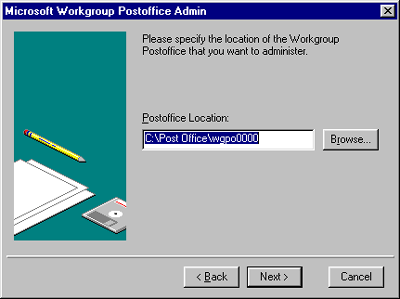 Microsoft Workgroup Postoffice Admin
Please specify the location of the Workgroup
Postoffice that you want to administer.
Postoffice Location:
C:\Post Office\wgpo0000
Browse...
< Back
Next >
Cancel